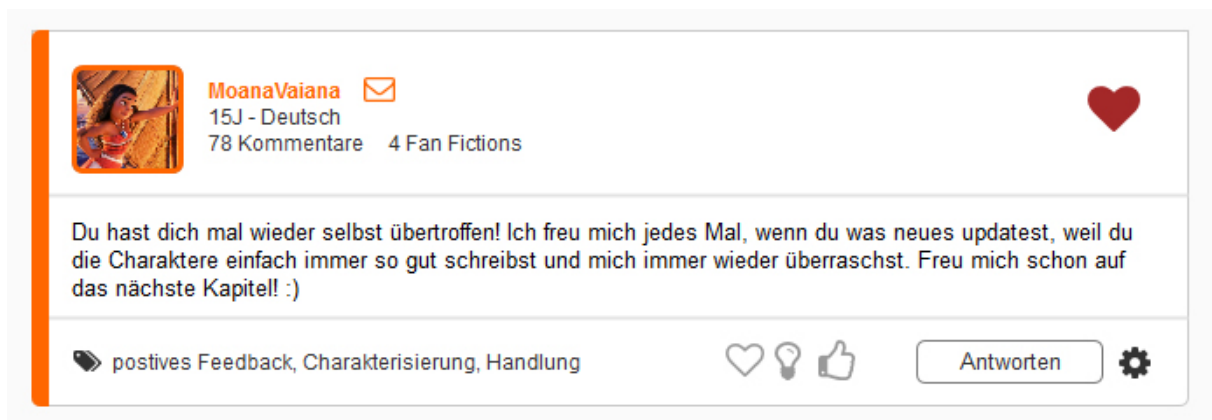 MoanaVaiana
15J - Deutsch
78 Kommentare 4 Fan Fictions
Du hast dich mal wieder selbst übertroffen! Ich freu mich jedes Mal, wenn du was neues updatest, weil du
die Charaktere einfach immer so gut schreibst und mich immer wieder überraschst. Freu mich schon auf
das nächste Kapitel! :)
postives Feedback, Charakterisierung, Handlung
Antworten